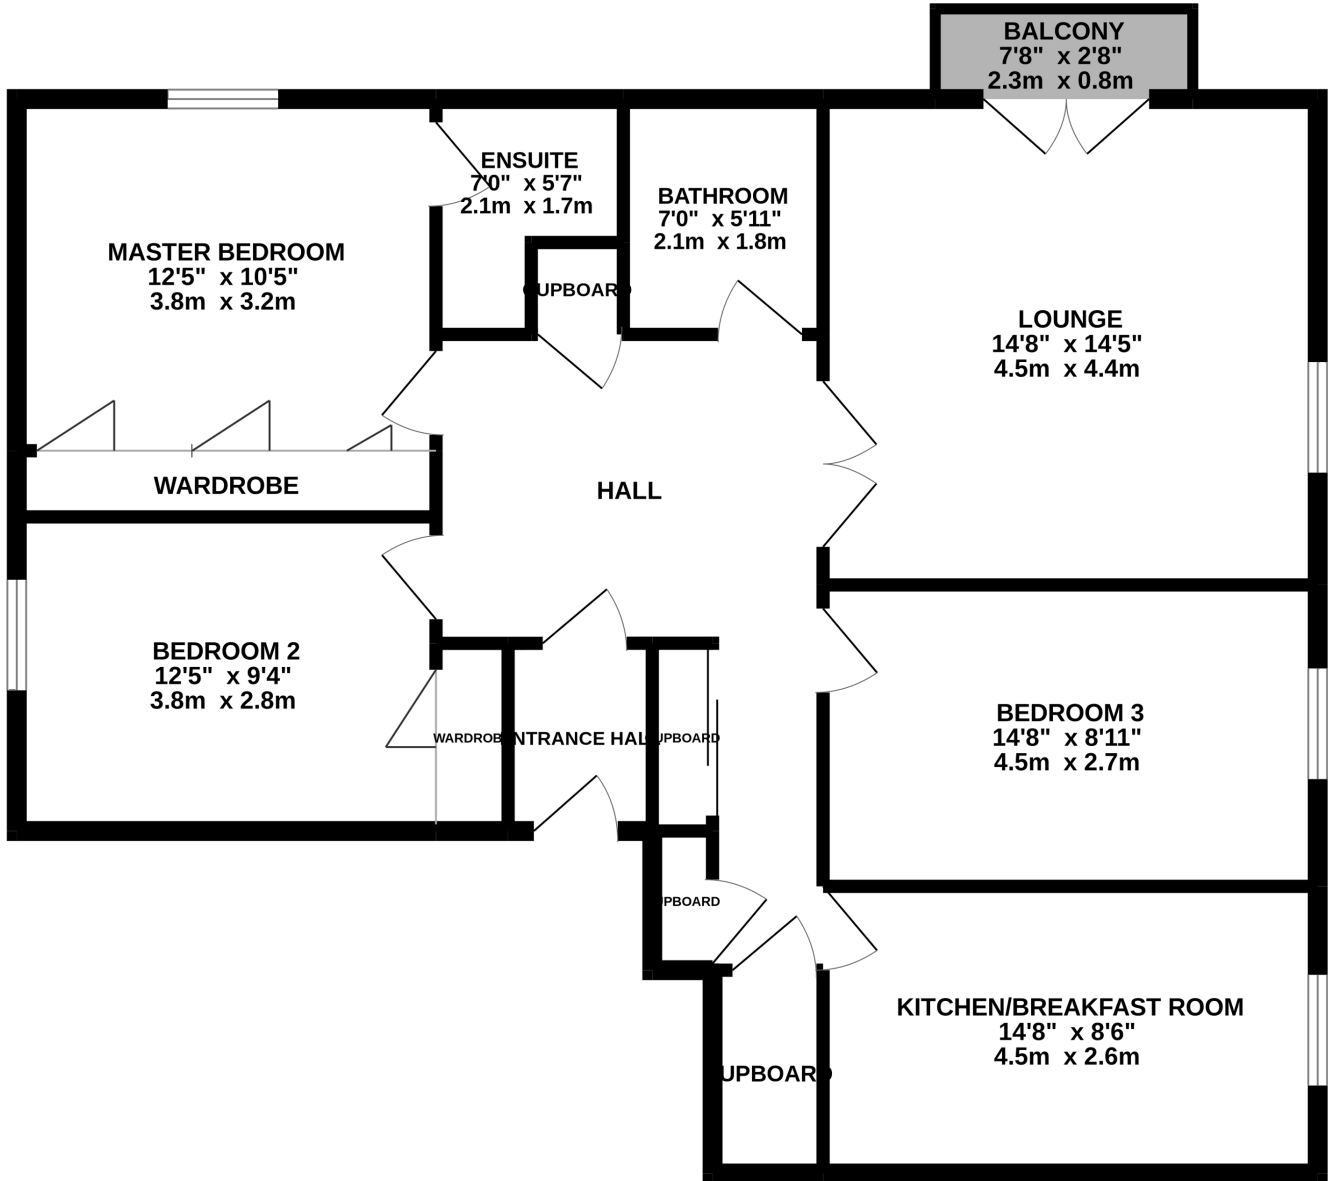 BALCONY
7'8" x 2'8"
2.3m x 0.8m
ENSUITE
7'0" x 5'7"
2.1m x 1.7m
BATHROOM
7'0" x 5'11"
2.1m x 1.8m
MASTER BEDROOM
12'5" x 10'5"
3.8m x 3.2m
CUPBOARD
LOUNGE
14'8" x 14'5"
4.5m x 4.4m
WARDROBE
HALL
BEDROOM 2
12'5" x 9'4"
3.8m x 2.8m
WARDROBE
ENTRANCE HALL
CUPBOARD
BEDROOM 3
14'8" x 8'11"
4.5m x 2.7m
CUPBOARD
KITCHEN/BREAKFAST ROOM
14'8" x 8'6"
4.5m x 2.6m
CUPBOARD